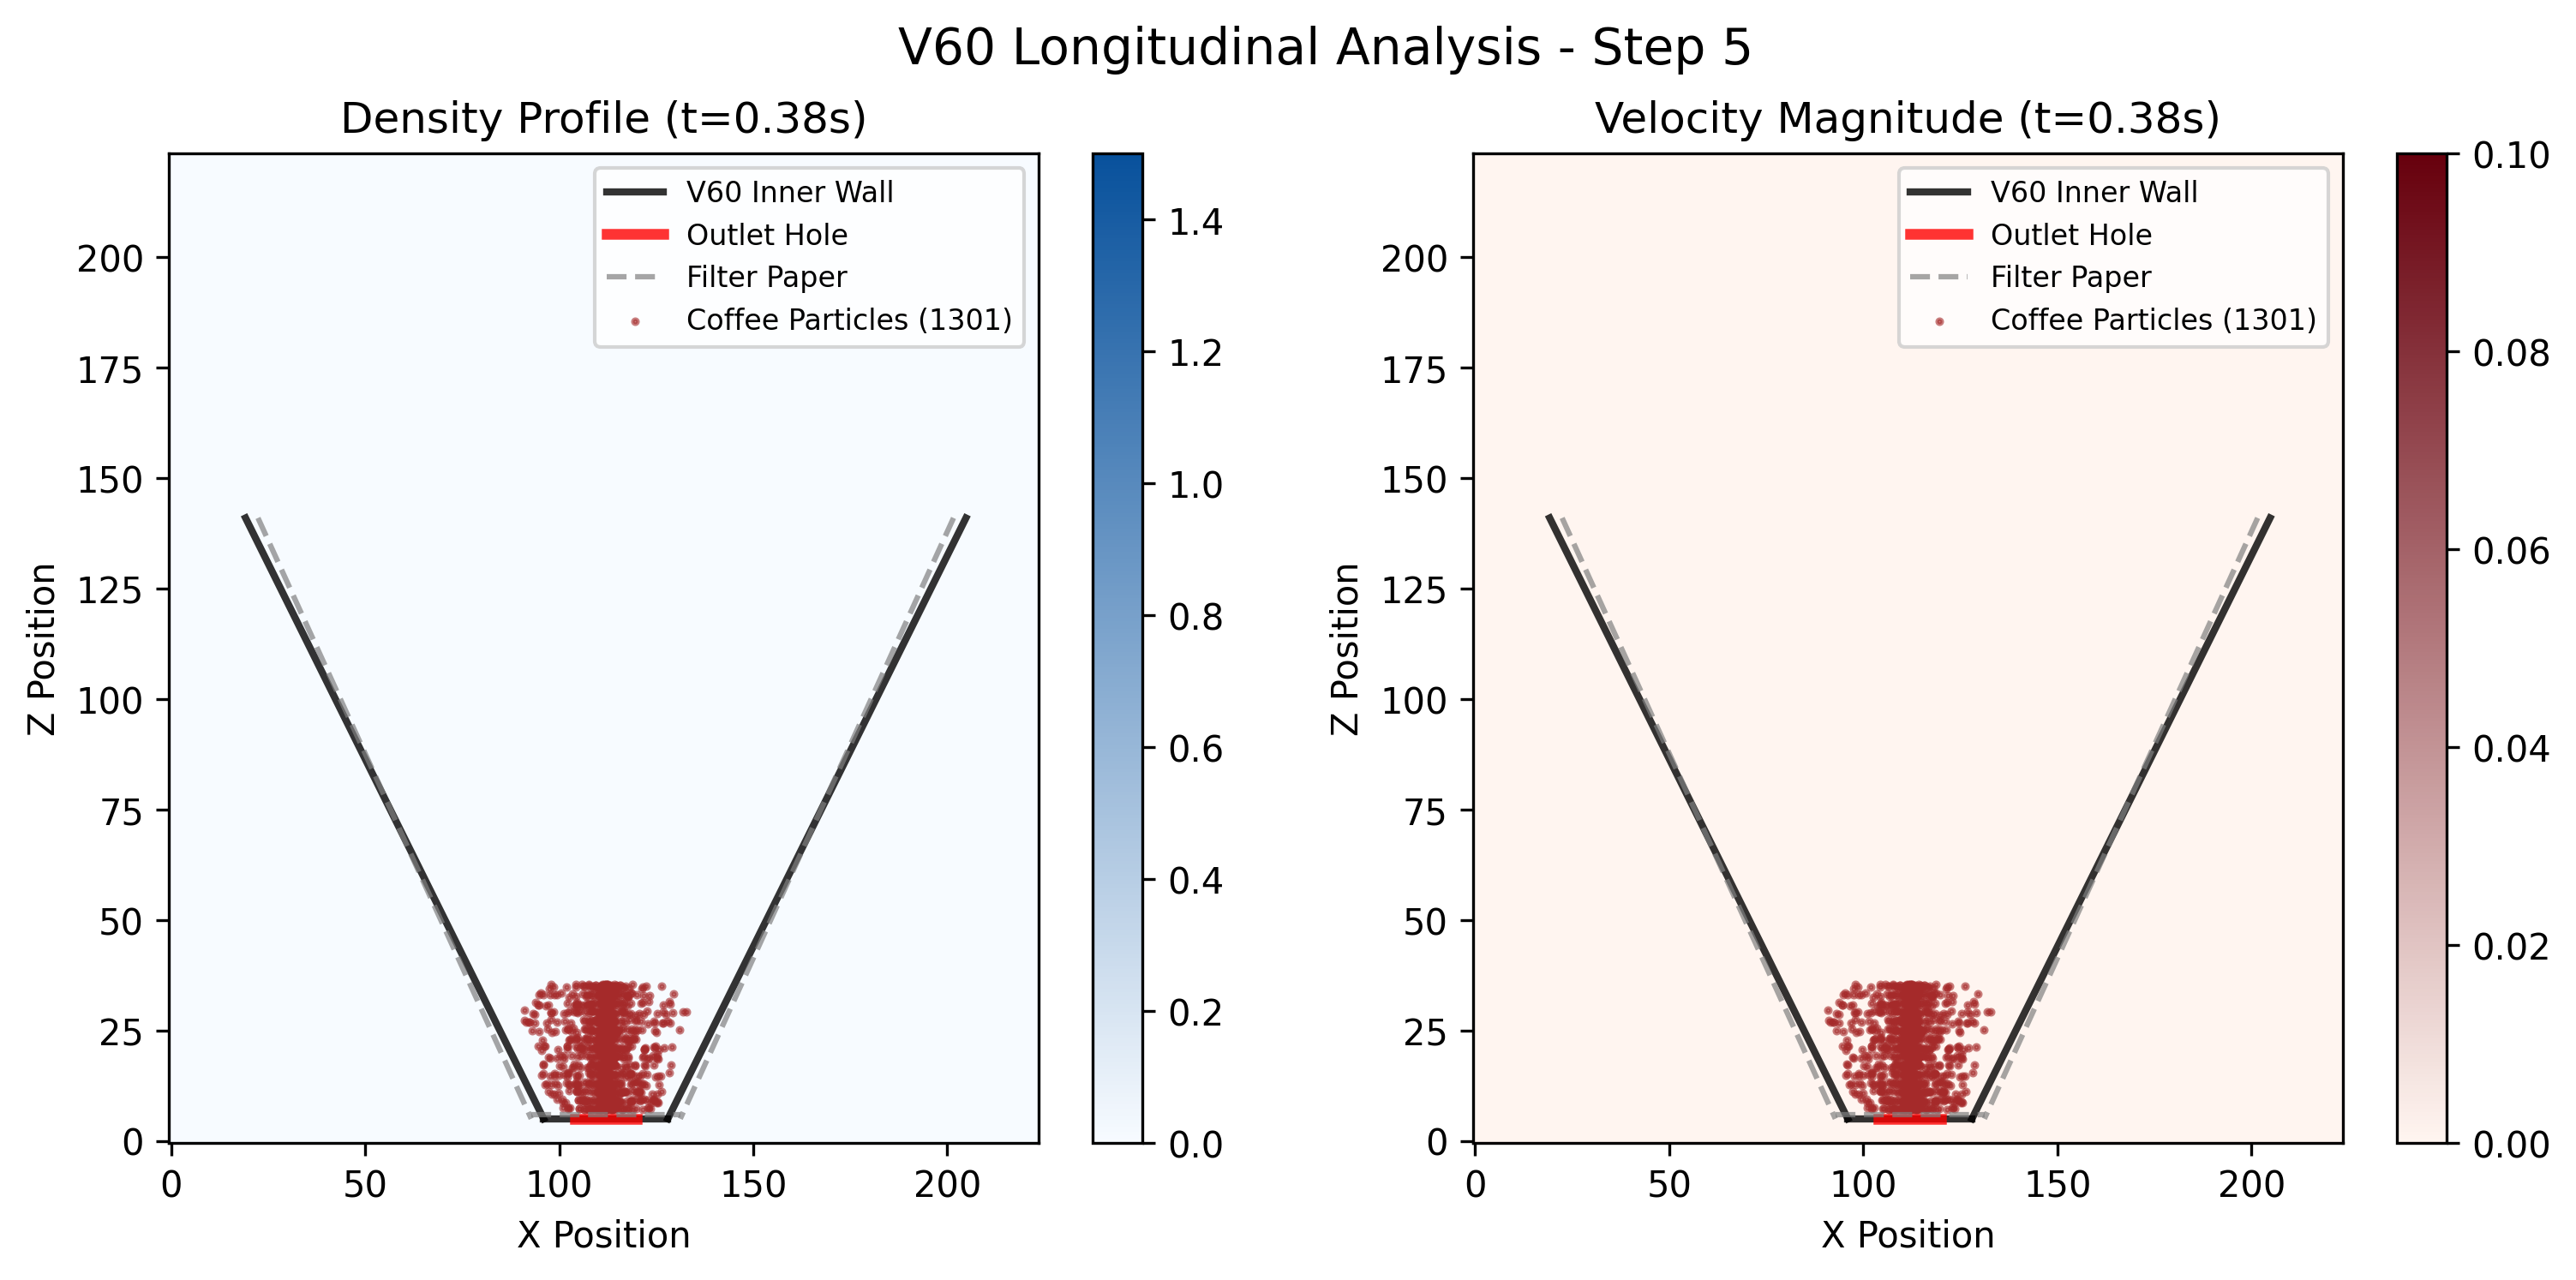 V60 Longitudinal Analysis - Step 5
Density Profile (t=0.38s)
V60 Inner Wall
Outlet Hole
Filter Paper
Coffee Particles (1301)
200
175
150
125
100
75
50
25
0
Z Position
0 50 100 150 200
X Position
1.4
1.2
1.0
0.8
0.6
0.4
0.2
0.0
Velocity Magnitude (t=0.38s)
V60 Inner Wall
Outlet Hole
Filter Paper
Coffee Particles (1301)
200
175
150
125
100
75
50
25
0
Z Position
0 50 100 150 200
X Position
0.10
0.08
0.06
0.04
0.02
0.00